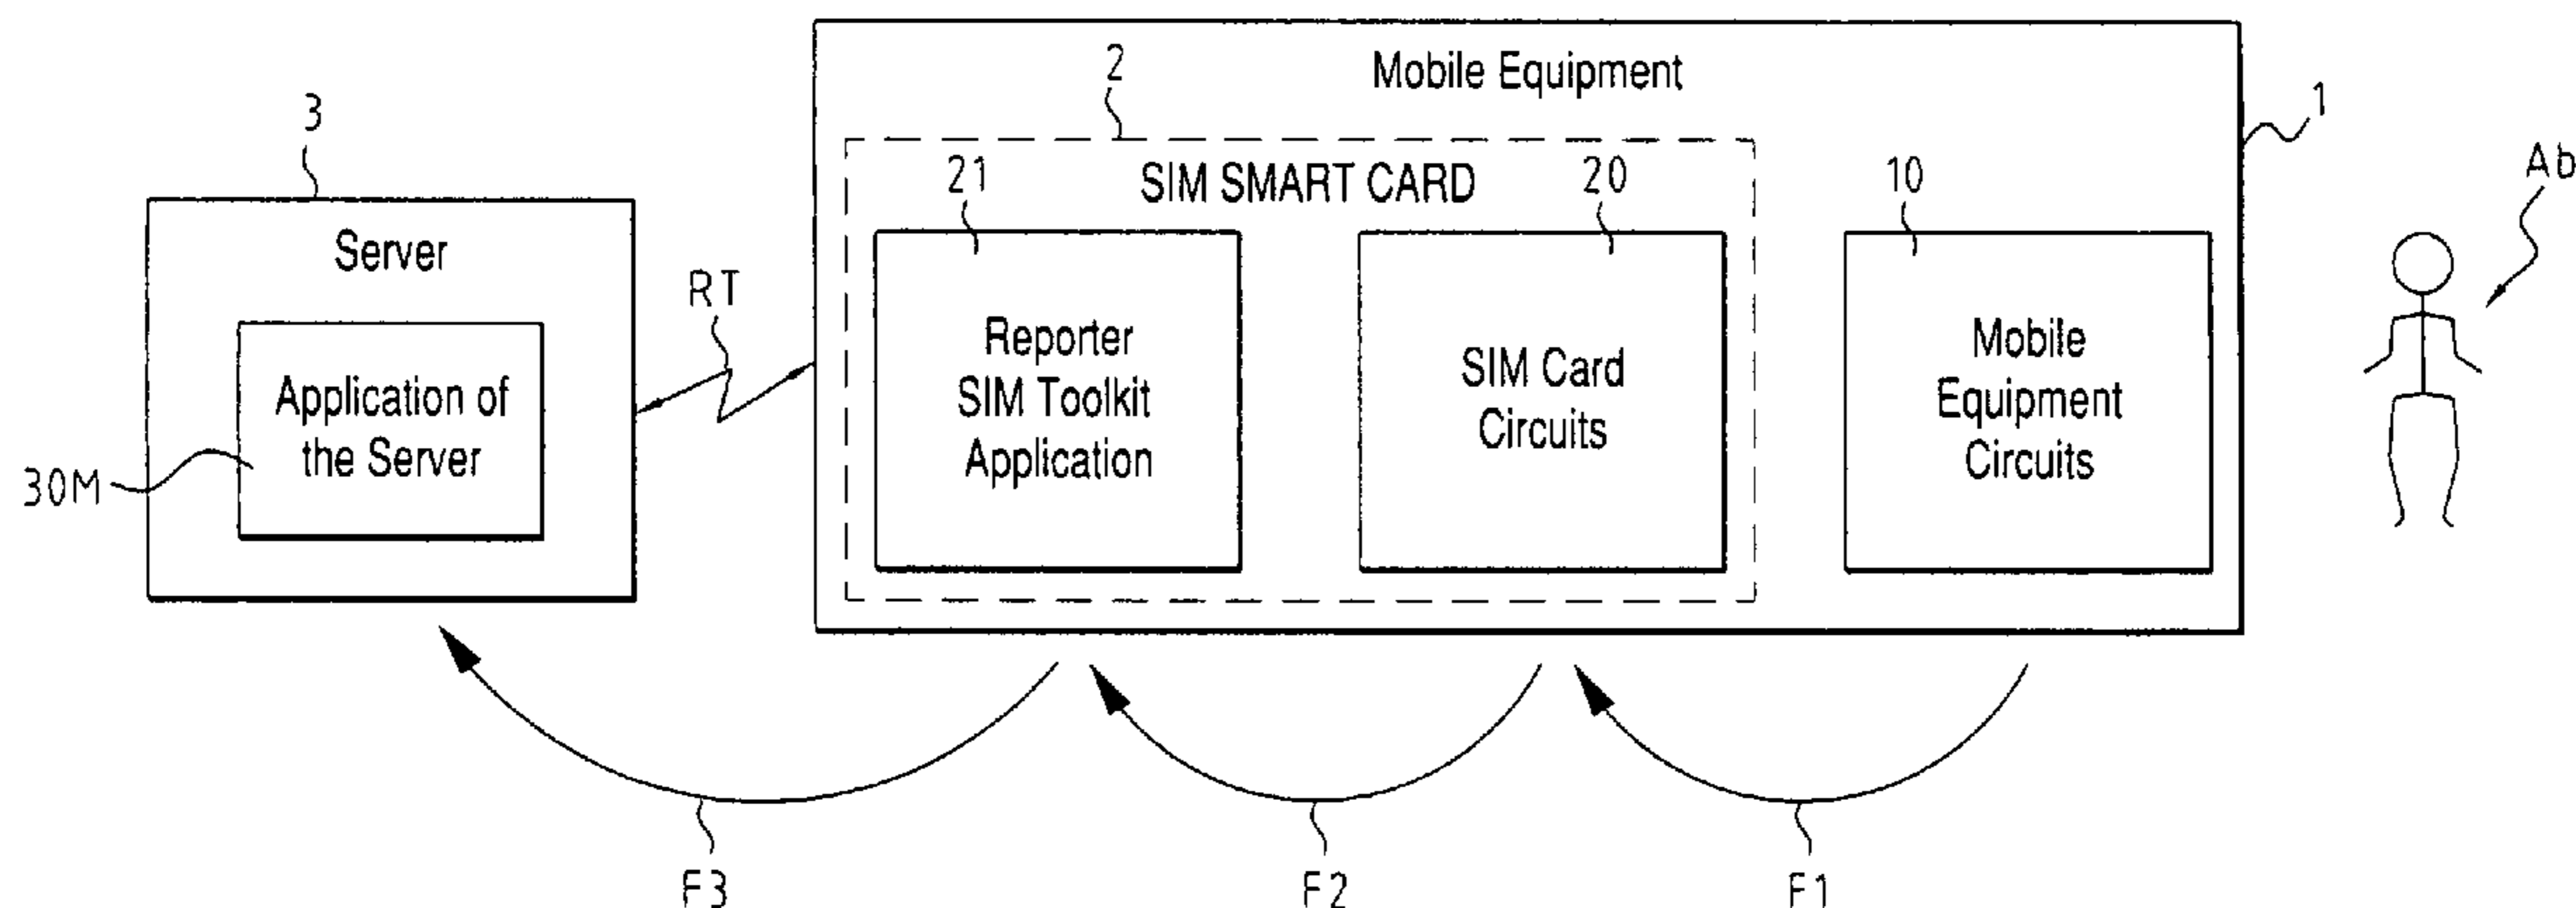 3
Server
Application of
the Server
30M
RT
Mobile Equipment
1
2
SIM SMART CARD
21
Reporter
SIM Toolkit
Application
20
SIM Card
Circuits
10
Mobile
Equipment
Circuits
Ab
F3
F2
F1